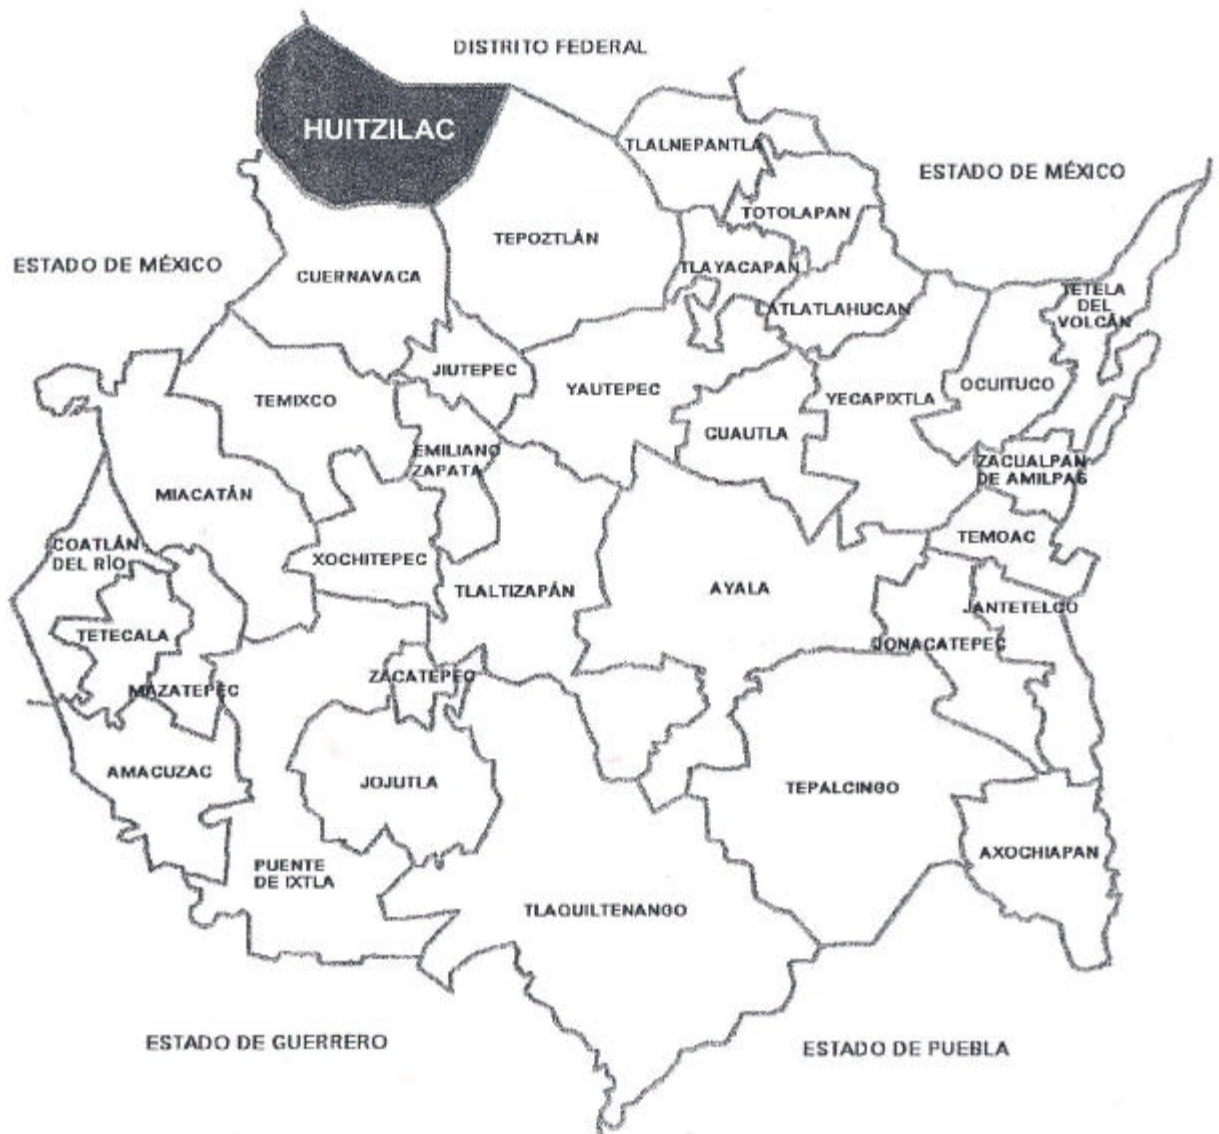 DISTRITO FEDERAL
HUITZILAC
TLALNEPANTLA
ESTADO DE MÉXICO
TOTOLAPAN
TEPOZTLÁN
ESTADO DE MÉXICO
CUERNAVACA
TLAYACAPAN
TETELA
DEL
VOLCÁN
ATLATLAHUCAN
JIUTEPEC
YAUTEPEC
OCUITUCO
TEMIXCO
YECAPIXTLA
CUAUTLA
EMILIANO
ZAPATA
ZACUALPAN
DE AMILPAS
MIACATÁN
COATLÁN
DEL RÍO
XOCHITEPEC
TEMOAC
TLALTIZAPÁN
AYALA
JANTETELCO
TETECALA
JONACATEPEC
ZACATEPEC
MAZATEPEC
AMACUZAC
JOJUTLA
TEPALCINGO
AXOCHIAPAN
PUENTE
DE IXTLA
TLAQUILTENANGO
ESTADO DE GUERRERO
ESTADO DE PUEBLA